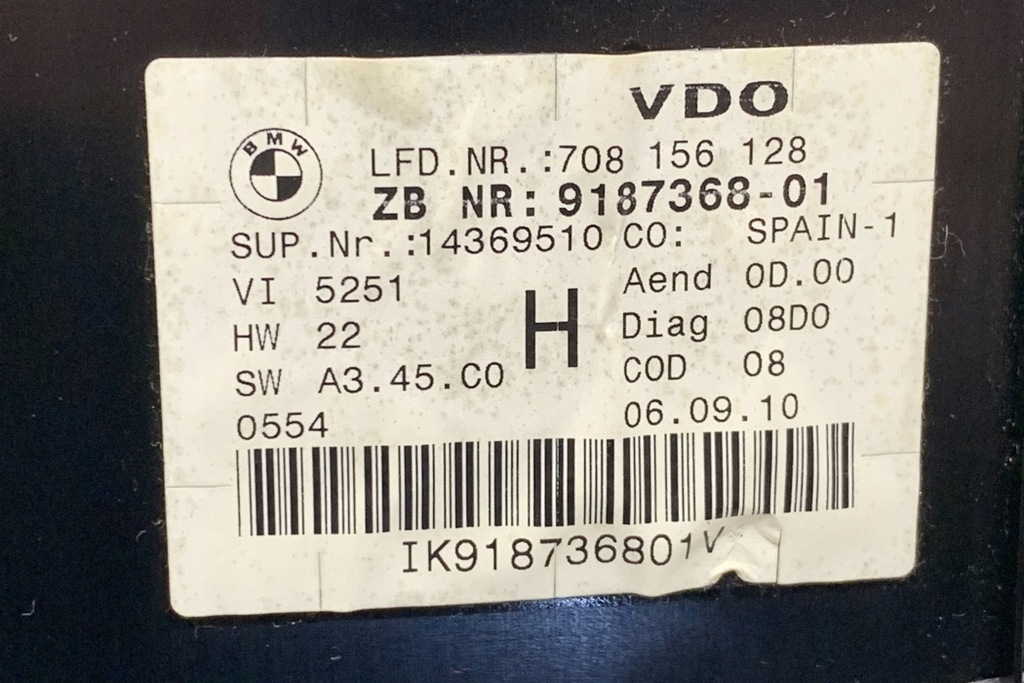 VDO
BMW
LFD.NR.:708 156 128
ZB NR: 9187368-01
SUP.Nr.:14369510 CO: SPAIN-1
VI 5251
Aend 0D.00
H
HW 22
Diag 08D0
SW A3.45.C0
COD 08
0554
06.09.10
IK918736801V